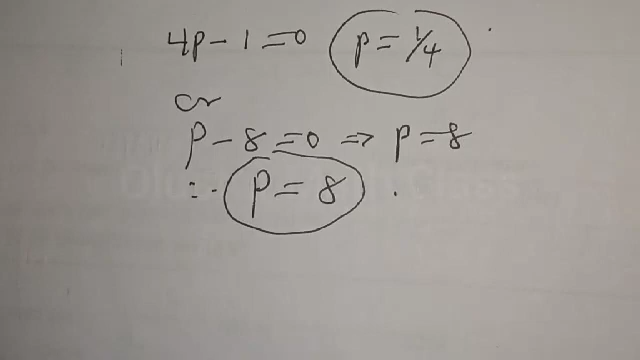 4p - 1 = 0 p = 1/4
or
p - 8 = 0 => p = 8
∴ p = 8.